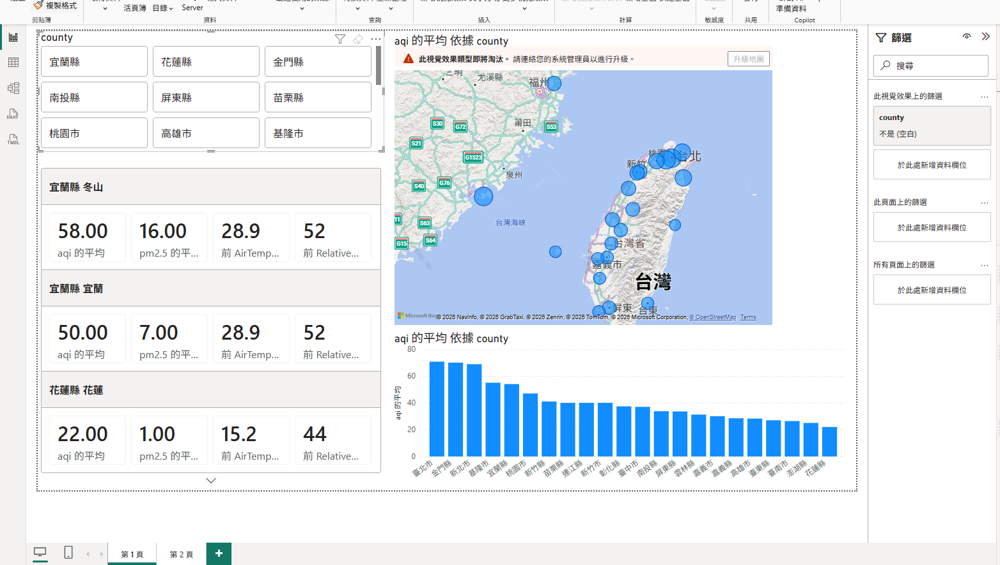 複製格式
活頁簿
目錄
Server
準備資料
剪貼簿
資料
查詢
插入
計算
敏感度
共用
Copilot
county
宜蘭縣
花蓮縣
金門縣
南投縣
屏東縣
苗栗縣
桃園市
高雄市
基隆市
宜蘭縣 冬山
58.00
aqi 的平均
16.00
pm2.5 的平...
28.9
前 AirTemp...
52
前 Relative...
宜蘭縣 宜蘭
50.00
aqi 的平均
7.00
pm2.5 的平...
28.9
前 AirTemp...
52
前 Relative...
花蓮縣 花蓮
22.00
aqi 的平均
1.00
pm2.5 的平...
15.2
前 AirTemp...
44
前 Relative...
aqi 的平均 依據 county
此視覺效果類型即將淘汰。 請連絡您的系統管理員以進行升級。
升級地圖
三明
尤溪縣
福州
莆田
S30
G72
S53
S21
G1523
泉州
S40
G76
台灣海峽
S63
G15
S64
台北
新竹
台灣省
嘉義市
台灣
屏東
台東
Microsoft Bing
© 2026 NavInfo, © 2026 GrabTaxi, © 2026 Zenrin, © 2026 TomTom, © 2026 Microsoft Corporation, © OpenStreetMap Terms
aqi 的平均 依據 county
aqi 的平均
80
60
40
20
0
臺北市
金門縣
新北市
基隆市
宜蘭縣
桃園市
新竹縣
苗栗縣
連江縣
新竹市
彰化縣
臺中市
南投縣
屏東縣
雲林縣
嘉義市
嘉義縣
高雄市
臺東縣
臺南市
澎湖縣
花蓮縣
篩選
搜尋
此視覺效果上的篩選
county
不是 (空白)
於此處新增資料欄位
此頁面上的篩選
於此處新增資料欄位
所有頁面上的篩選
於此處新增資料欄位
DAX
TMDL
第 1 頁
第 2 頁